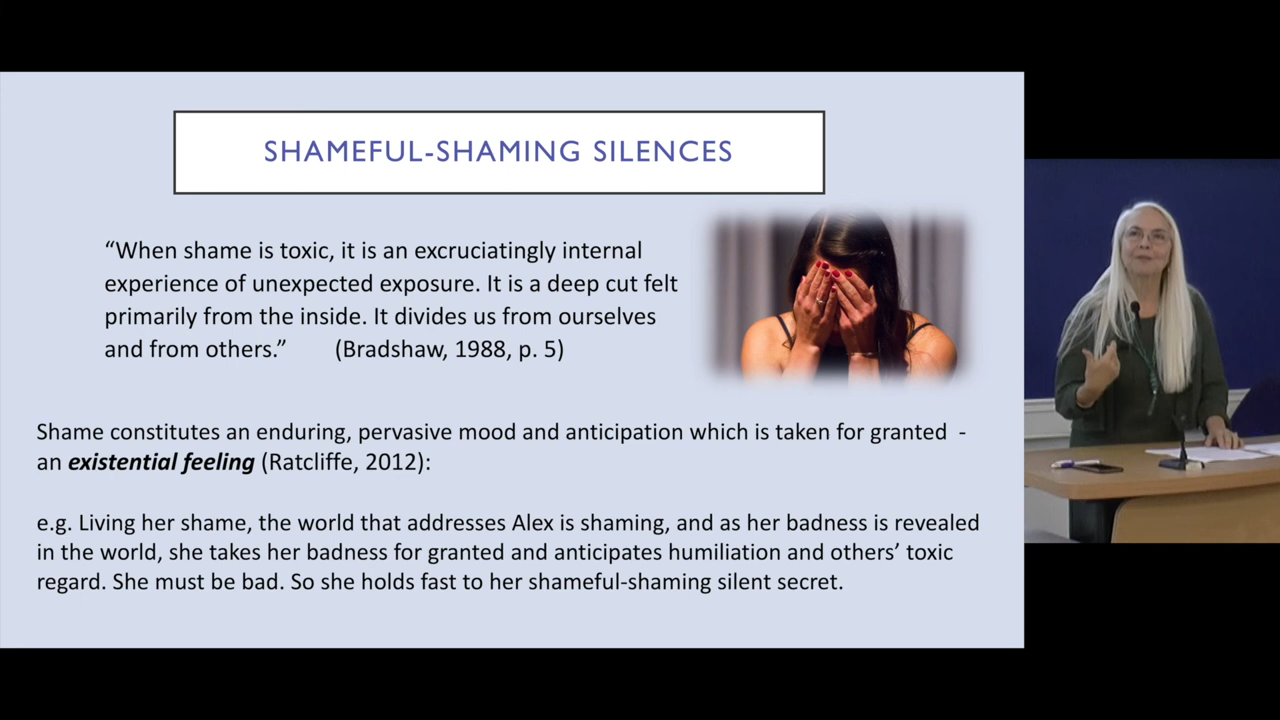 SHAMEFUL-SHAMING SILENCES
“When shame is toxic, it is an excruciatingly internal
experience of unexpected exposure. It is a deep cut felt
primarily from the inside. It divides us from ourselves
and from others.” (Bradshaw, 1988, p. 5)
Shame constitutes an enduring, pervasive mood and anticipation which is taken for granted -
an existential feeling (Ratcliffe, 2012):
e.g. Living her shame, the world that addresses Alex is shaming, and as her badness is revealed
in the world, she takes her badness for granted and anticipates humiliation and others’ toxic
regard. She must be bad. So she holds fast to her shameful-shaming silent secret.